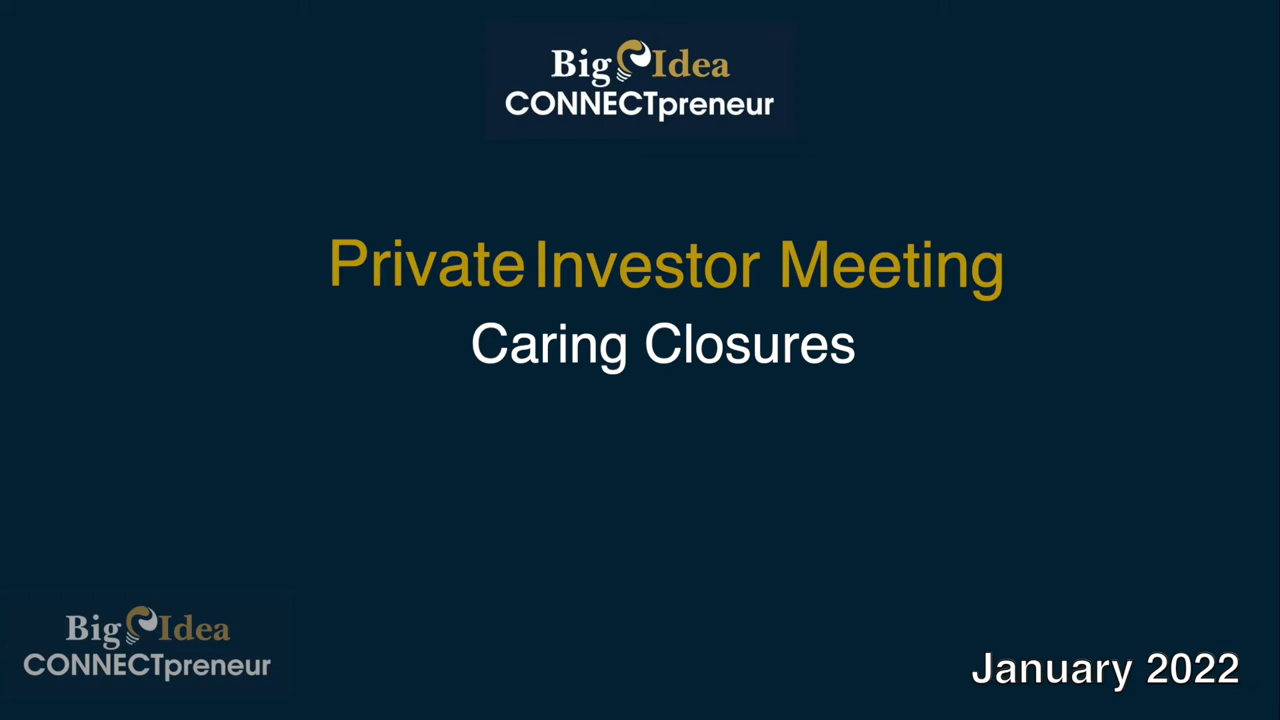 Big Idea
CONNECTpreneur
Private Investor Meeting
Caring Closures
Big Idea
CONNECTpreneur
January 2022